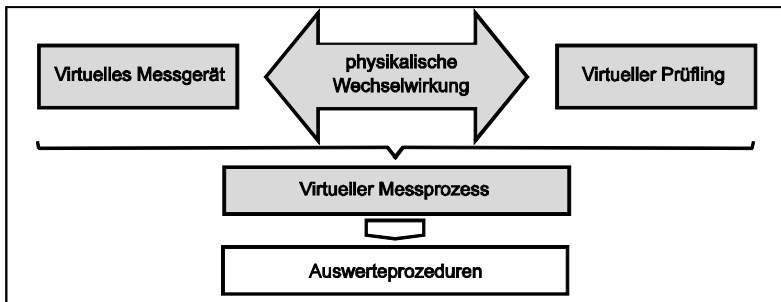 Virtuelles Messgerät
physikalische
Wechselwirkung
Virtueller Prüfling
Virtueller Messprozess
Auswerteprozeduren